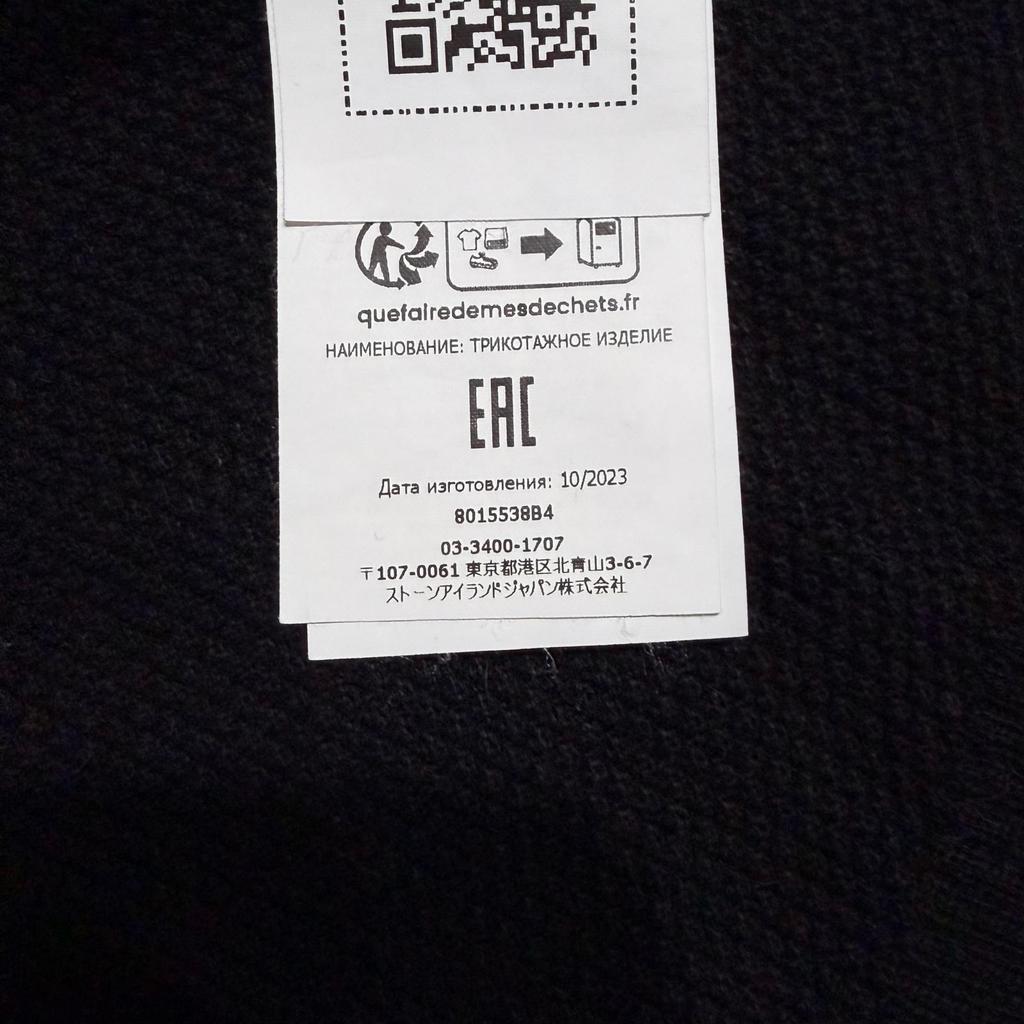 quefairedemesdechets.fr
НАИМЕНОВАНИЕ: ТРИКОТАЖНОЕ ИЗДЕЛИЕ
EAC
Дата изготовления: 10/2023
8015538B4
03-3400-1707
〒107-0061 東京都港区北青山3-6-7
ストーンアイランドジャパン株式会社